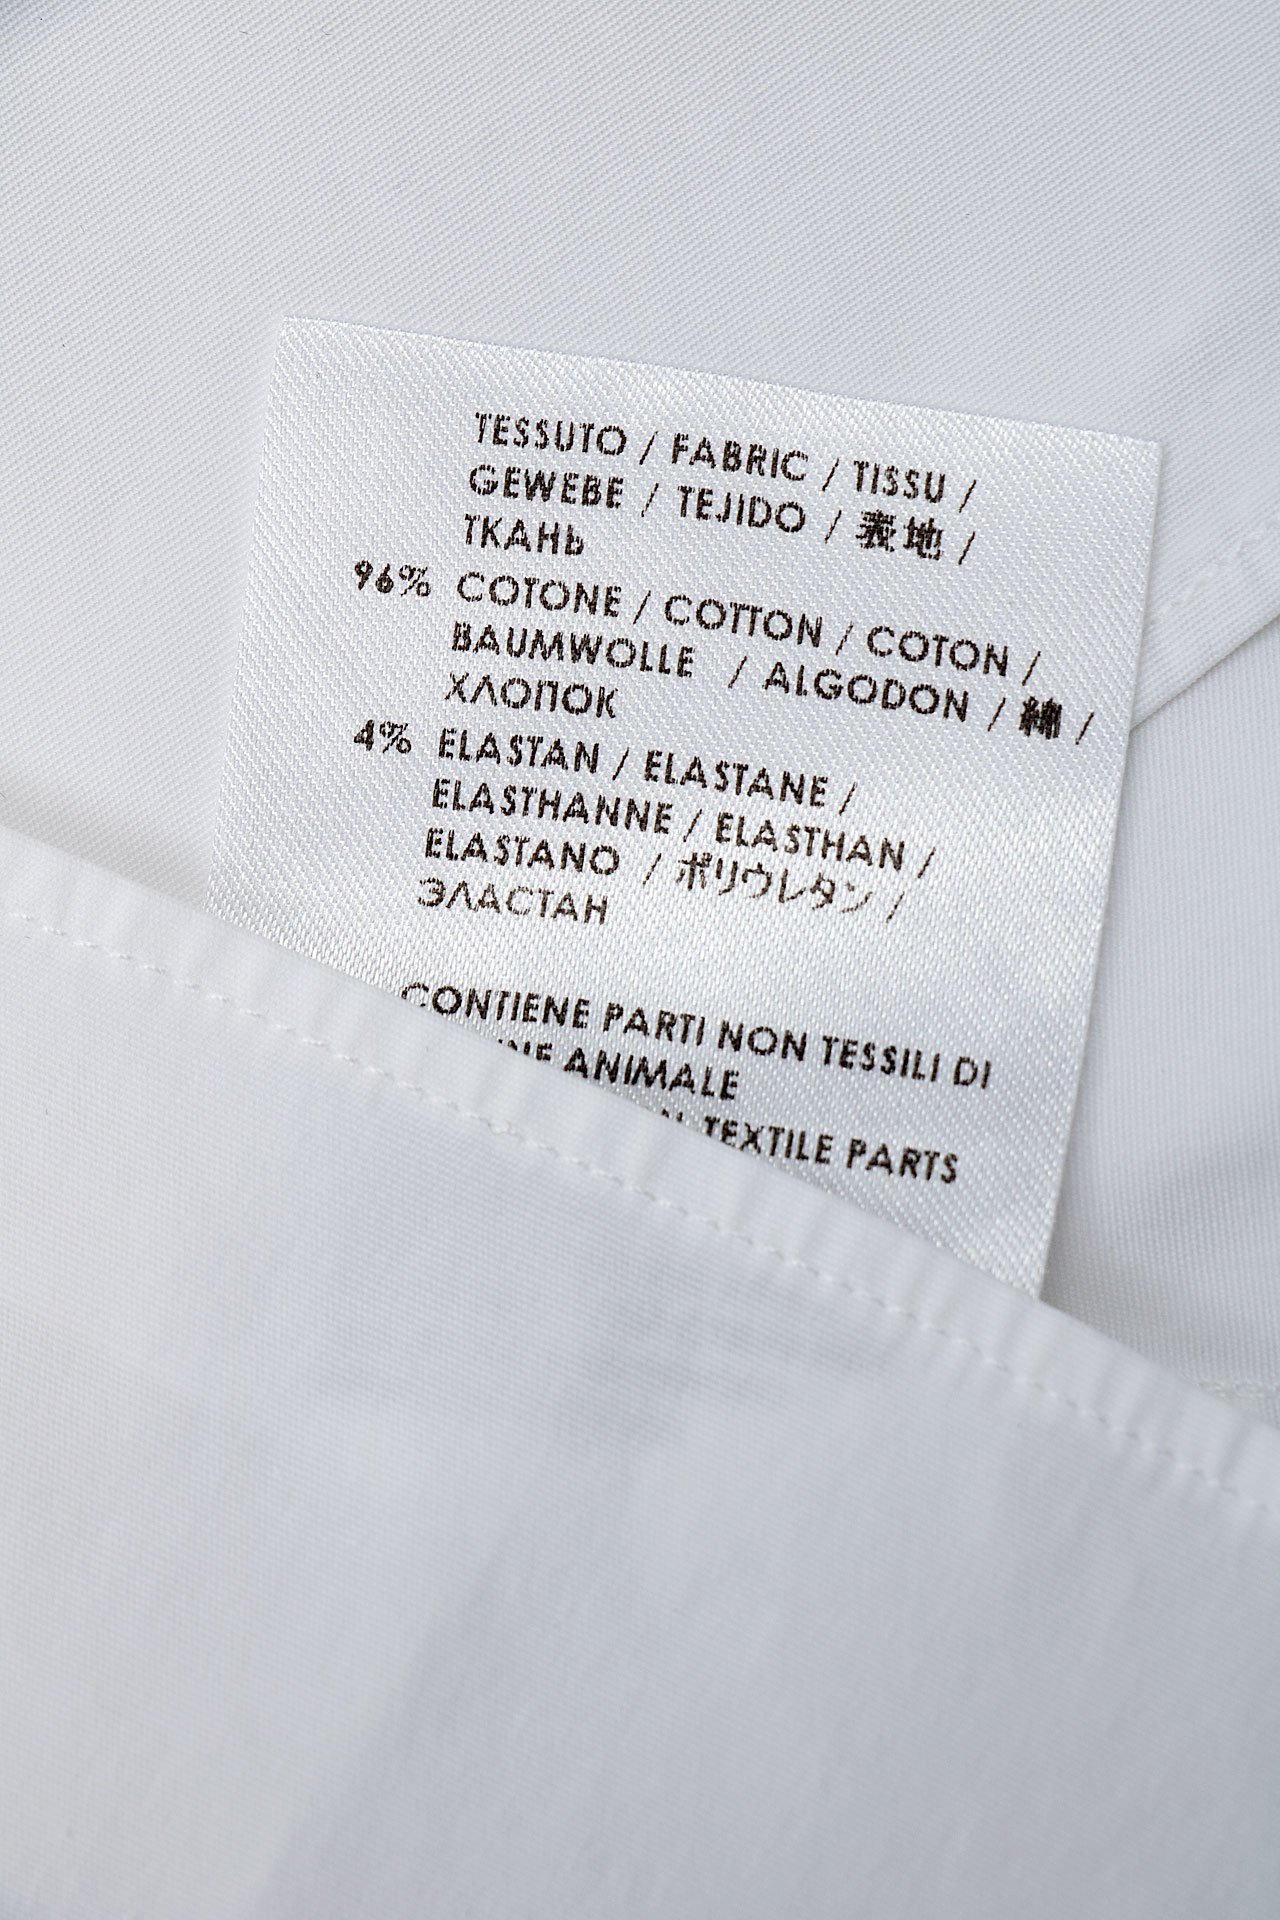 TESSUTO / FABRIC / TISSU /
GEWEBE / TEJIDO / 表地 /
ТКАНЬ
96% COTONE / COTTON / COTON /
BAUMWOLLE / ALGODON / 綿 /
ХЛОПОК
4% ELASTAN / ELASTANE /
ELASTHANNE / ELASTHAN /
ELASTANO / ポリウレタン /
ЭЛАСТАН
CONTIENE PARTI NON TESSILI DI
ANIMALE
TEXTILE PARTS